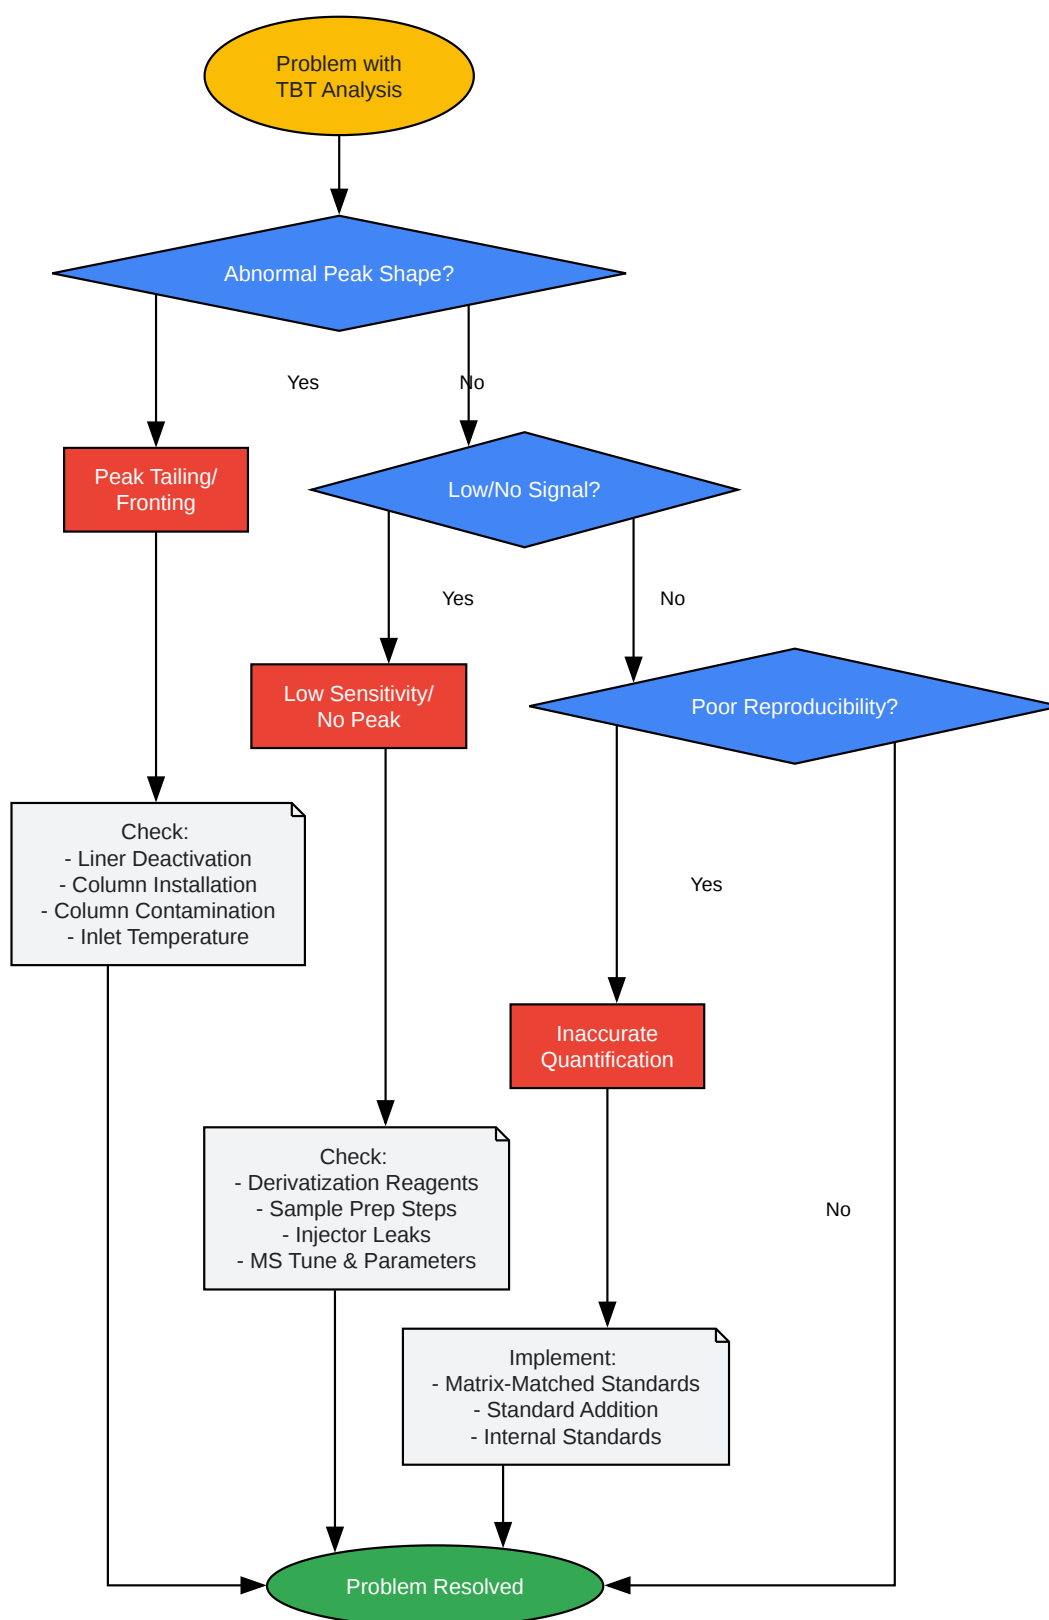 Problem with
TBT Analysis
Abnormal Peak Shape?
Yes
No
Peak Tailing/
Fronting
Low/No Signal?
Yes
No
Low Sensitivity/
No Peak
Poor Reproducibility?
Check:
- Liner Deactivation
- Column Installation
- Column Contamination
- Inlet Temperature
Yes
Inaccurate
Quantification
Check:
- Derivatization Reagents
- Sample Prep Steps
- Injector Leaks
- MS Tune & Parameters
No
Implement:
- Matrix-Matched Standards
- Standard Addition
- Internal Standards
Problem Resolved